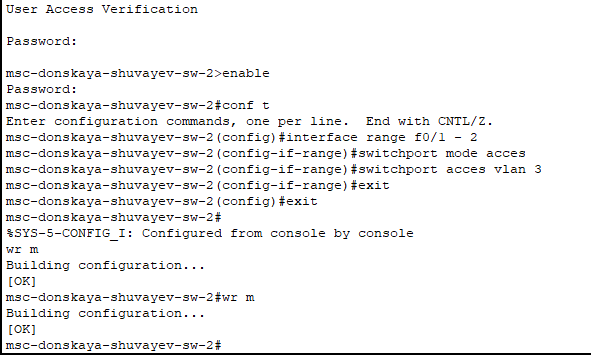 User Access Verification
Password:
msc-donskaya-shuvayev-sw-2>enable
Password:
msc-donskaya-shuvayev-sw-2#conf t
Enter configuration commands, one per line.  End with CNTL/Z.
msc-donskaya-shuvayev-sw-2(config)#interface range f0/1 - 2
msc-donskaya-shuvayev-sw-2(config-if-range)#switchport mode acces
msc-donskaya-shuvayev-sw-2(config-if-range)#switchport acces vlan 3
msc-donskaya-shuvayev-sw-2(config-if-range)#exit
msc-donskaya-shuvayev-sw-2(config)#exit
msc-donskaya-shuvayev-sw-2#
%SYS-5-CONFIG_I: Configured from console by console
wr m
Building configuration...
[OK]
msc-donskaya-shuvayev-sw-2#wr m
Building configuration...
[OK]
msc-donskaya-shuvayev-sw-2#